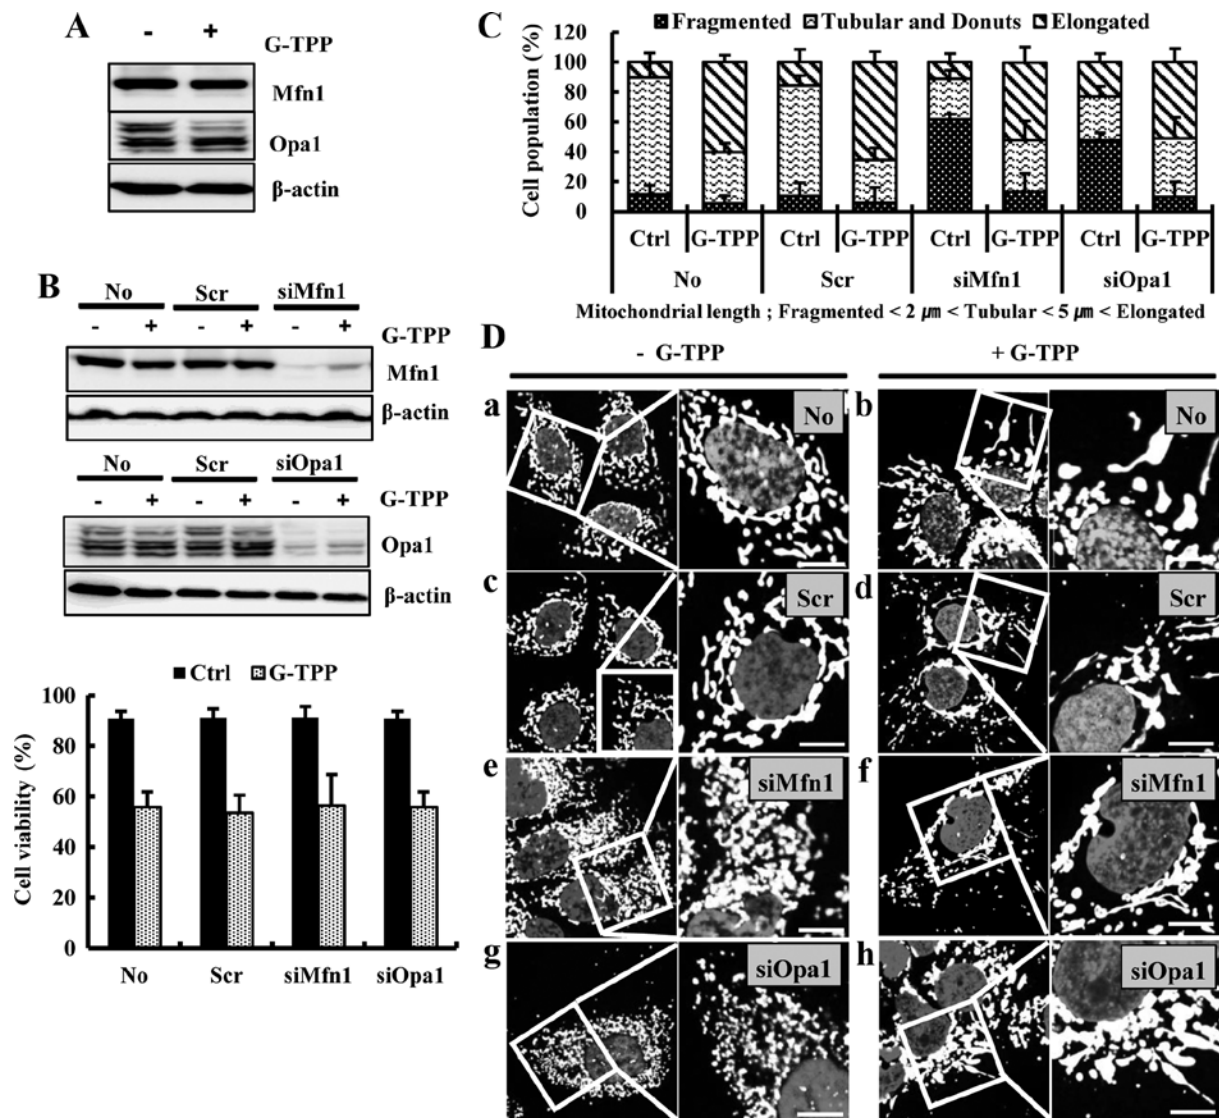 A
- +
G-TPP
Mfn1
Opa1
β-actin
B
No Scr siMfn1
- + - + - +
G-TPP
Mfn1
β-actin
No Scr siOpa1
- + - + - +
G-TPP
Opa1
β-actin
Ctrl G-TPP
Cell viability (%)
100
80
60
40
20
0
No Scr siMfn1 siOpa1
C
Fragmented Tubular and Donuts Elongated
Cell population (%)
120
100
80
60
40
20
0
Ctrl G-TPP Ctrl G-TPP Ctrl G-TPP Ctrl G-TPP
No Scr siMfn1 siOpa1
Mitochondrial length ; Fragmented < 2 ㎛ < Tubular < 5 ㎛ < Elongated
D
- G-TPP + G-TPP
a No b No
c Scr d Scr
e siMfn1 f siMfn1
g siOpa1 h siOpa1